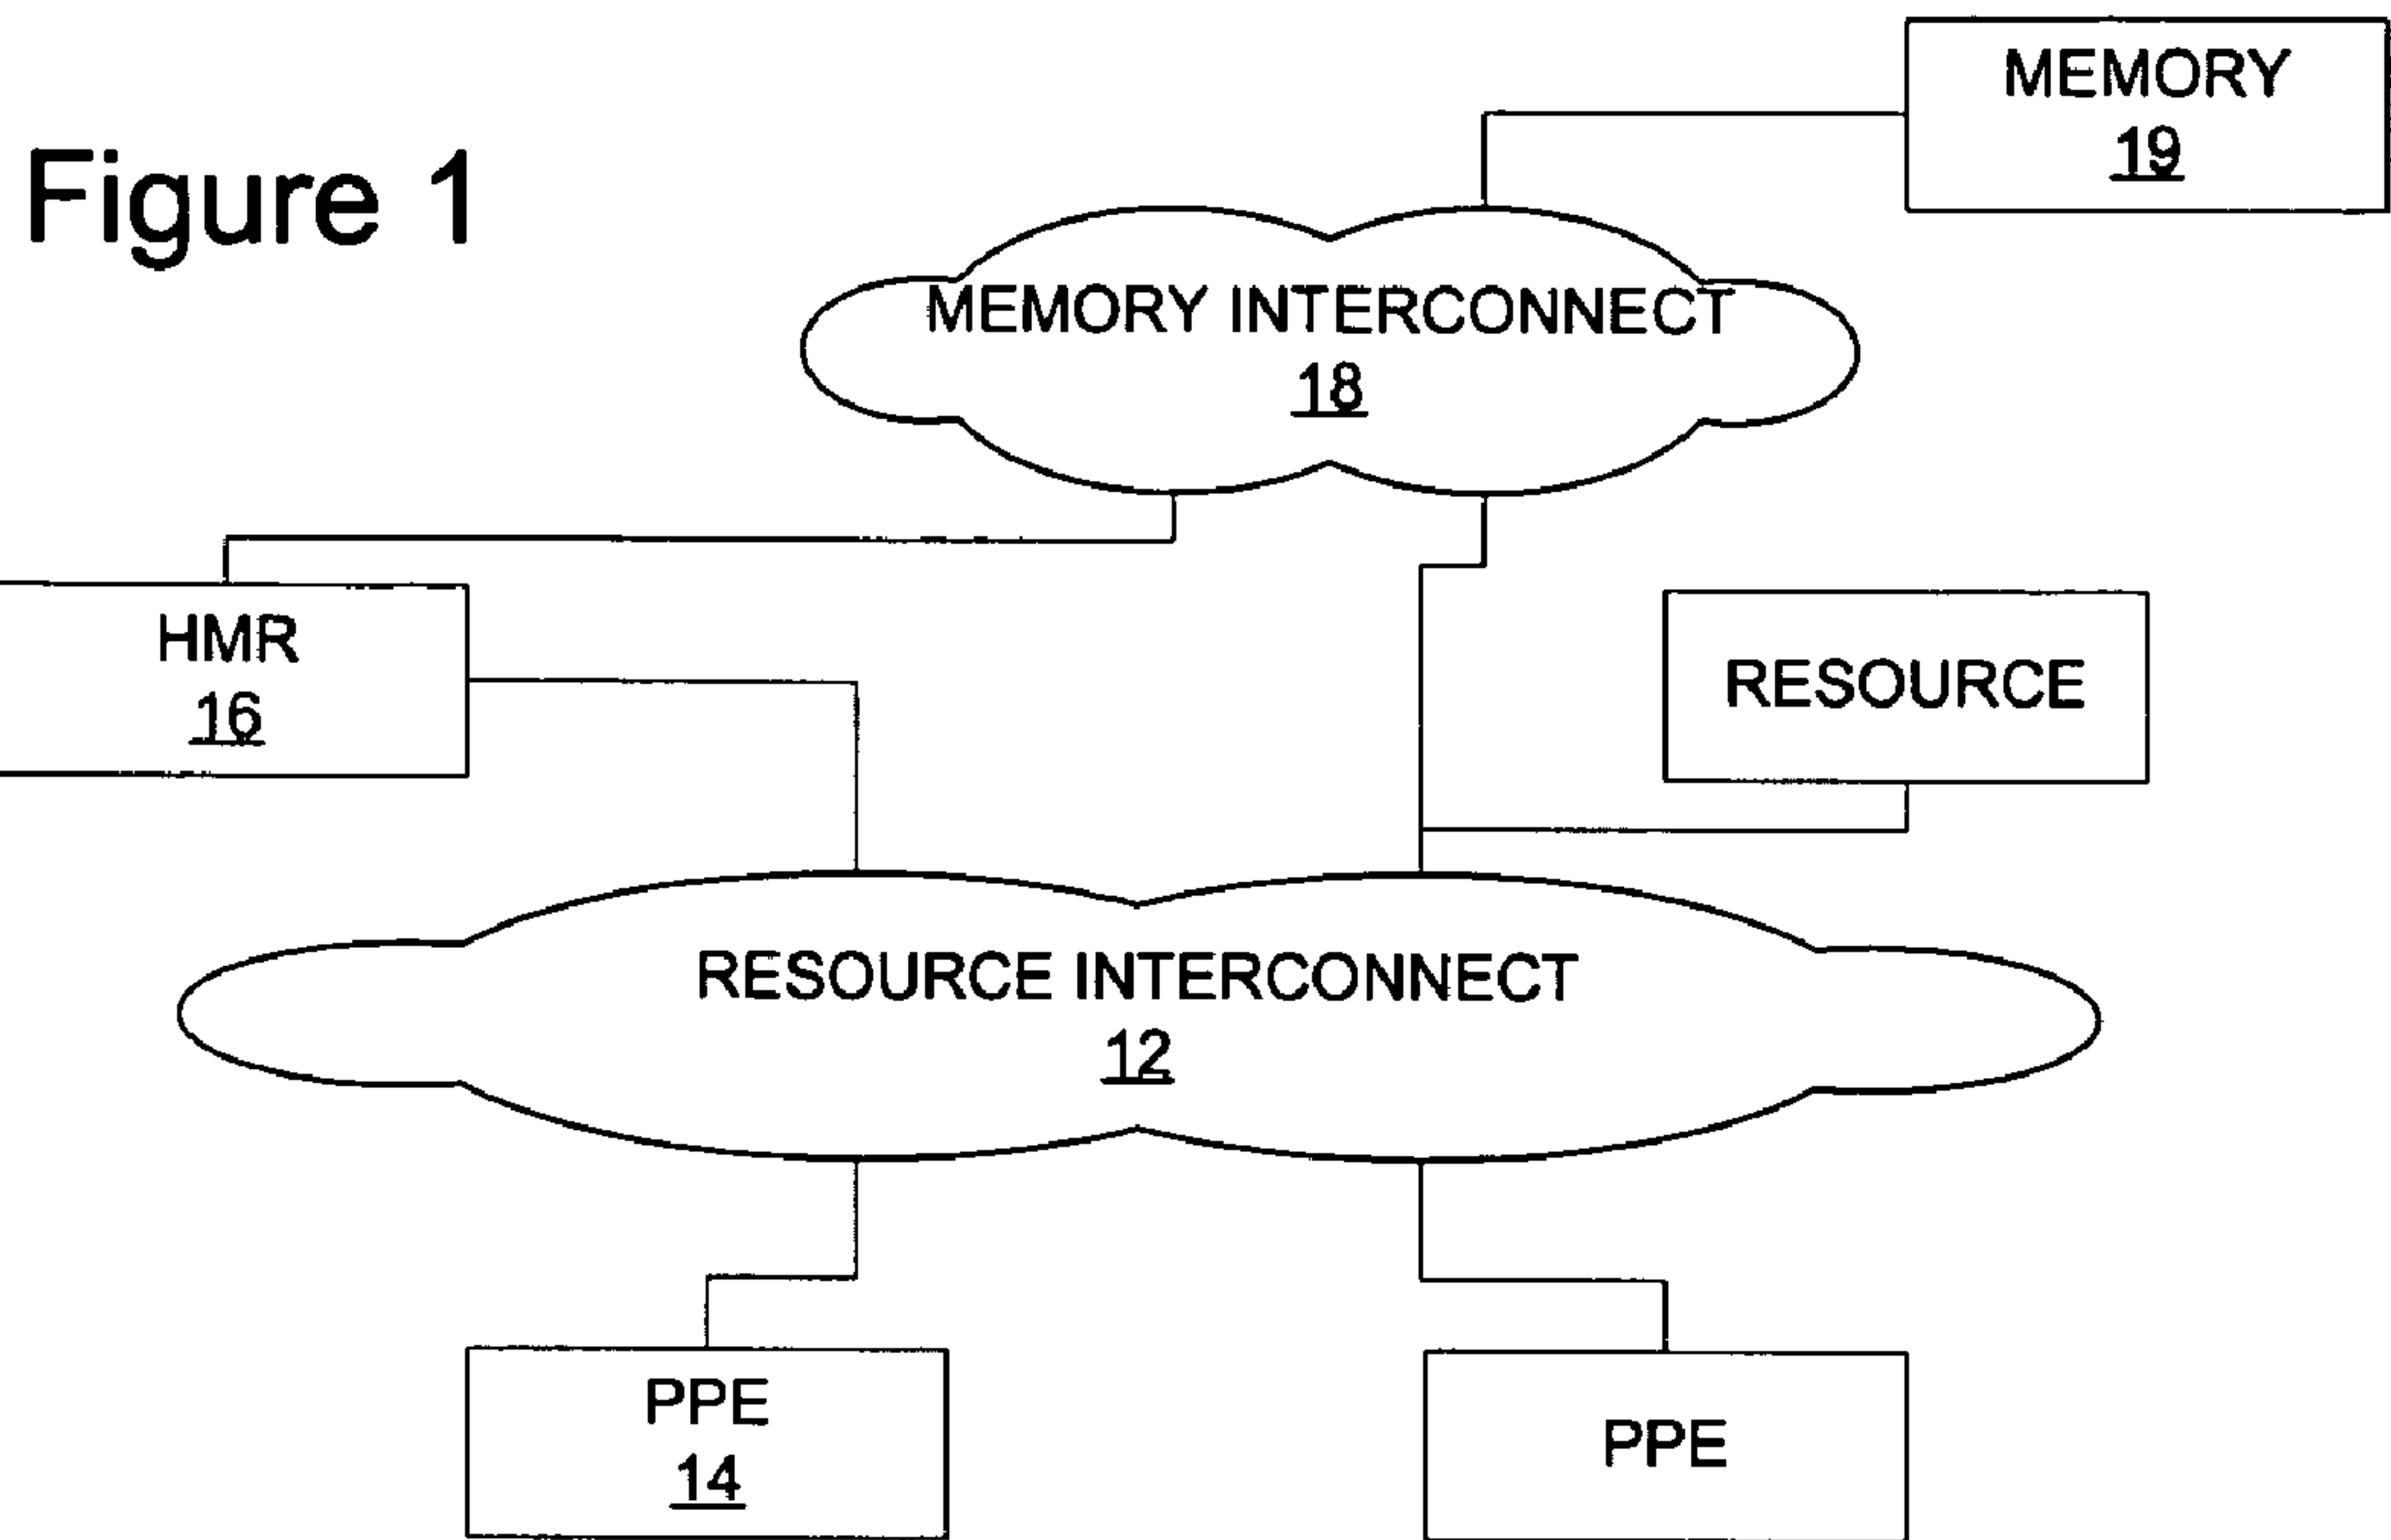 Figure 1
MEMORY
19
MEMORY INTERCONNECT
18
HMR
16
RESOURCE
RESOURCE INTERCONNECT
12
PPE
14
PPE